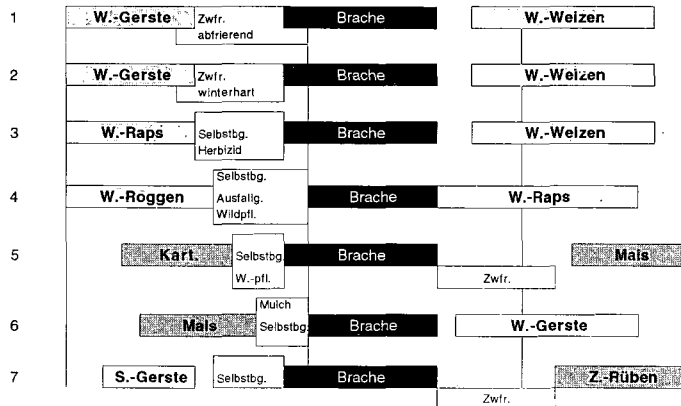 1 W.-Gerste Zwfr. Brache W.-Weizen
abfrierend
2 W.-Gerste Zwfr. Brache W.-Weizen
winterhart
3 W.-Raps Selbstbg. Brache W.-Weizen
Herbizid
Selbstbg.
4 W.-Roggen Ausfallg. Brache W.-Raps
Wildpfl.
5 Kart. Selbstbg. Brache Mais
W.-pfl. Zwfr.
Mulch
6 Mais Selbstbg. Brache W.-Gerste
7 S.-Gerste Selbstbg. Brache Z.-Rüben
Zwfr.